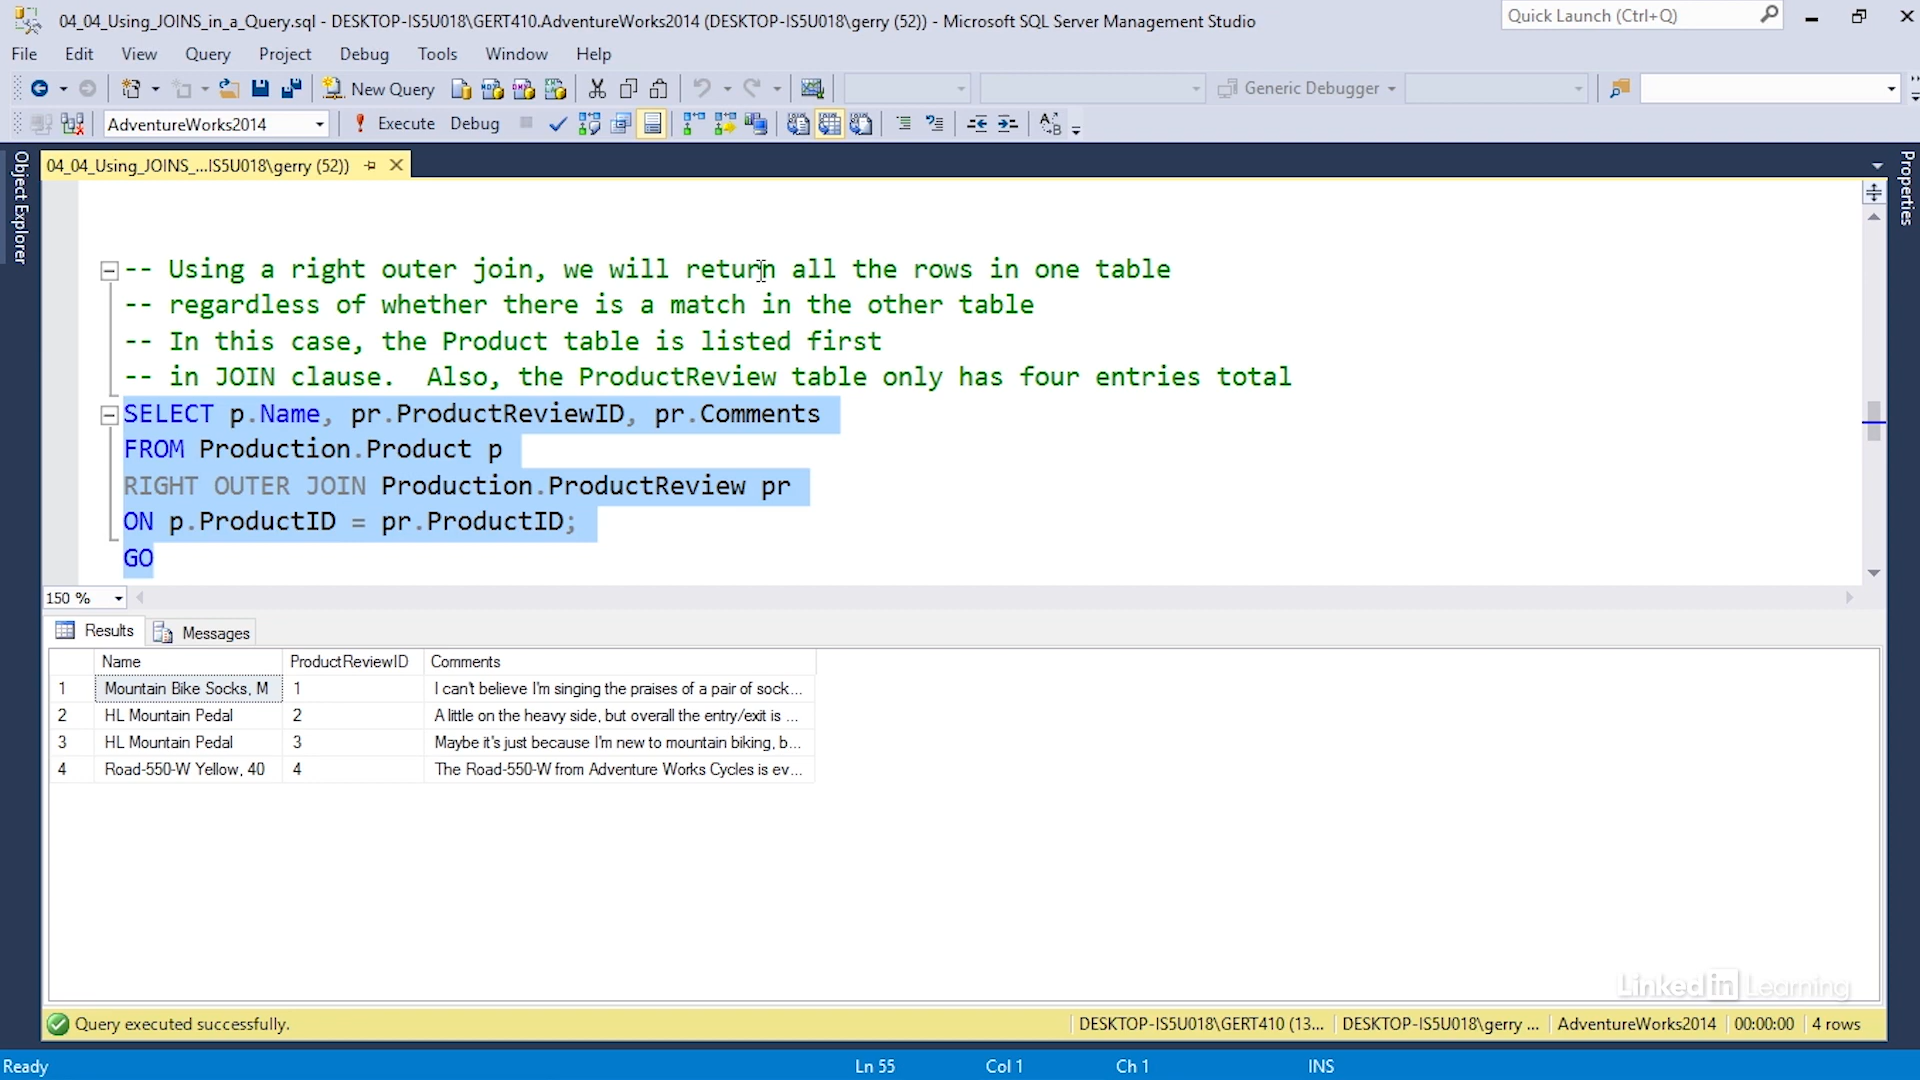 04_04_Using_JOINS_in_a_Query.sql - DESKTOP-IS5U018\GERT410.AdventureWorks2014 (DESKTOP-IS5U018\gerry (52)) - Microsoft SQL Server Management Studio
Quick Launch (Ctrl+Q)
File Edit View Query Project Debug Tools Window Help
New Query
Generic Debugger
AdventureWorks2014
Execute Debug
Object Explorer
04_04_Using_JOINS_...IS5U018\gerry (52))
Properties
-- Using a right outer join, we will return all the rows in one table
-- regardless of whether there is a match in the other table
-- In this case, the Product table is listed first
-- in JOIN clause.  Also, the ProductReview table only has four entries total
SELECT p.Name, pr.ProductReviewID, pr.Comments
FROM Production.Product p
RIGHT OUTER JOIN Production.ProductReview pr
ON p.ProductID = pr.ProductID;
GO
150 %
Results Messages
Name ProductReviewID Comments
1 Mountain Bike Socks, M 1 I can't believe I'm singing the praises of a pair of sock...
2 HL Mountain Pedal 2 A little on the heavy side, but overall the entry/exit is ...
3 HL Mountain Pedal 3 Maybe it's just because I'm new to mountain biking, b...
4 Road-550-W Yellow, 40 4 The Road-550-W from Adventure Works Cycles is ev...
Linked in Learning
Query executed successfully.
DESKTOP-IS5U018\GERT410 (13... DESKTOP-IS5U018\gerry ... AdventureWorks2014 00:00:00 4 rows
Ready Ln 55 Col 1 Ch 1 INS